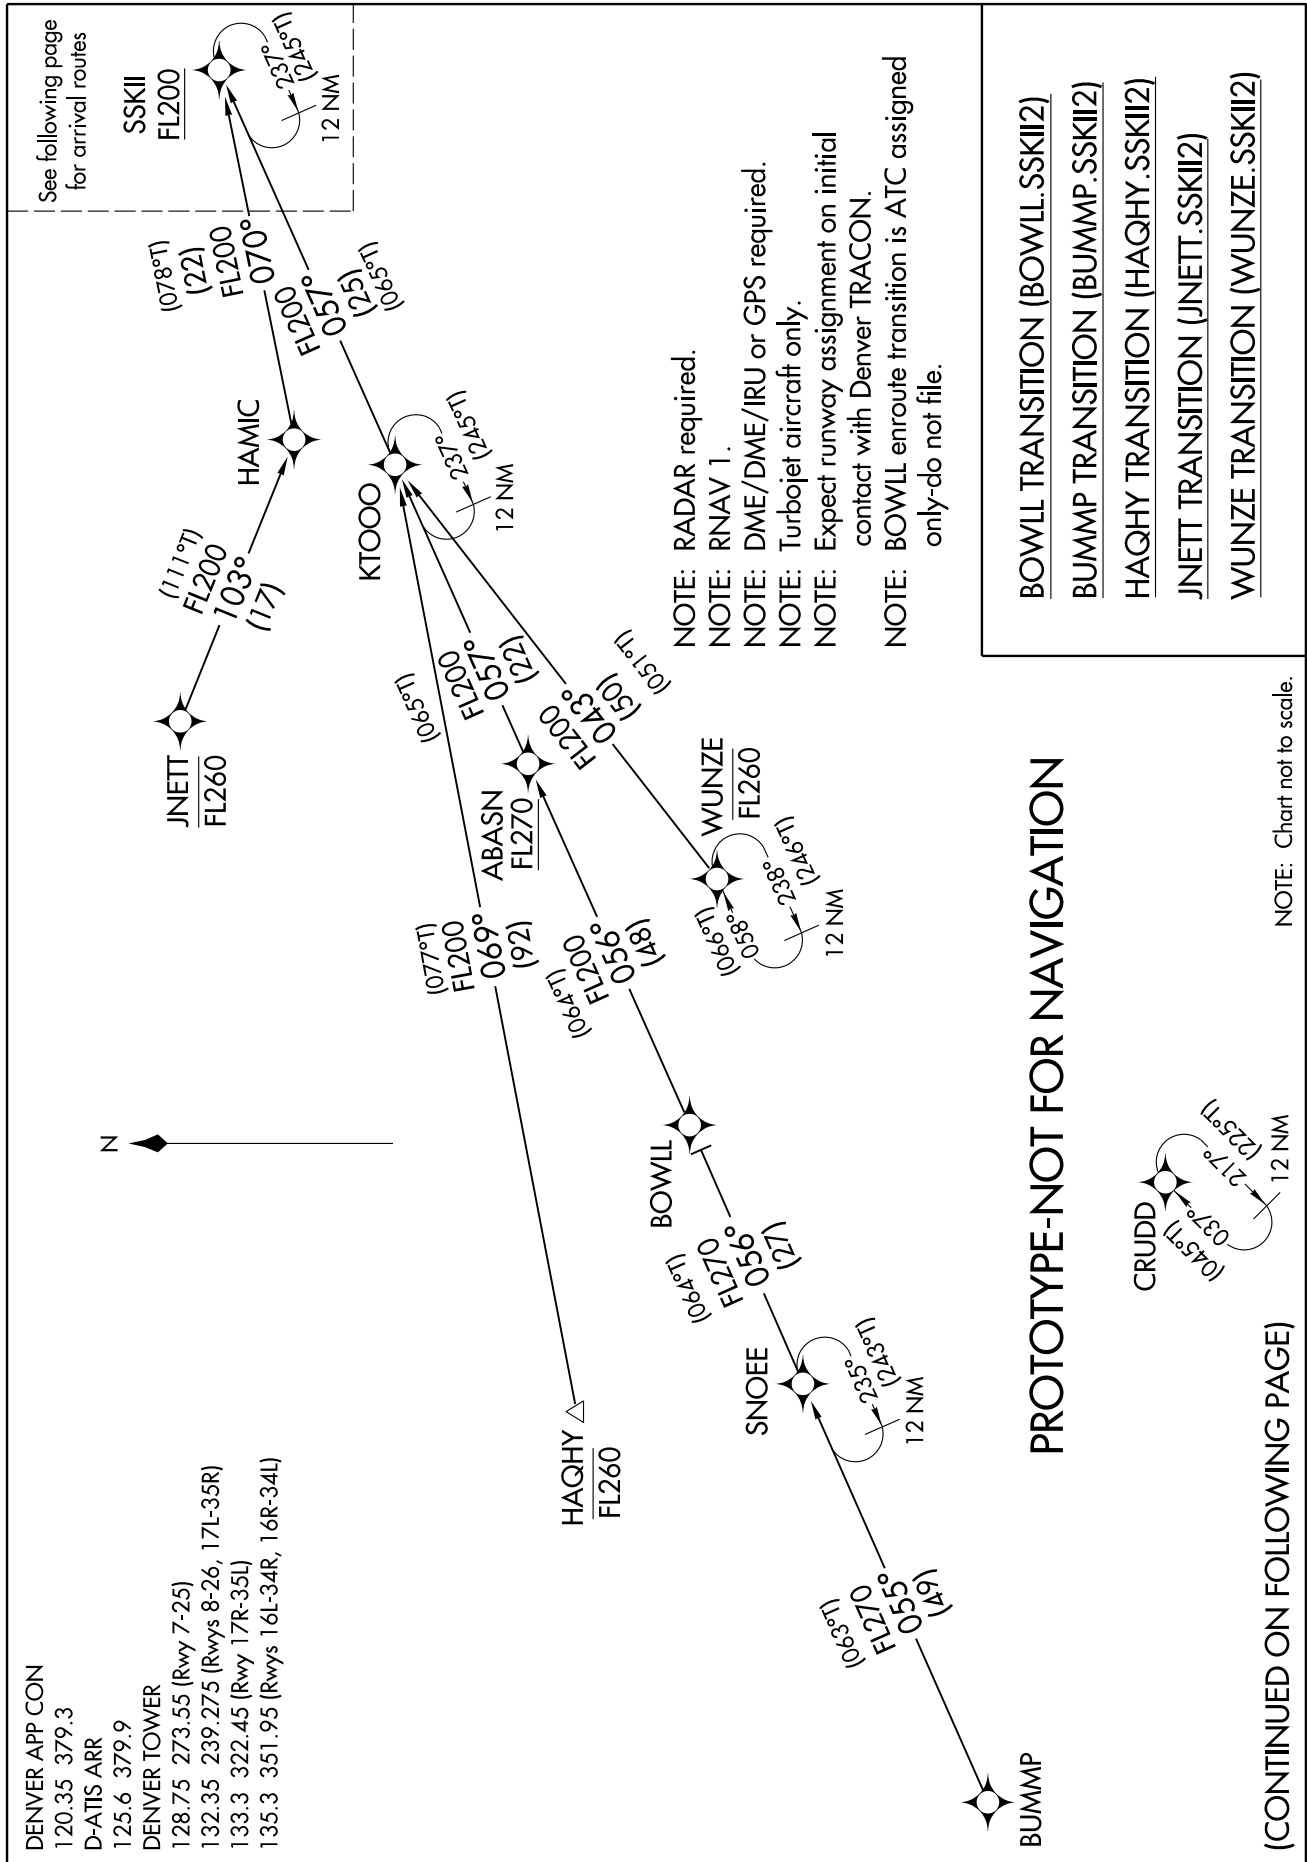 DENVER APP CON
120.35 379.3
D-ATIS ARR
125.6 379.9
DENVER TOWER
128.75 273.55 (Rwy 7-25)
132.35 239.275 (Rwys 8-26, 17L-35R)
133.3 322.45 (Rwy 17R-35L)
135.3 351.95 (Rwys 16L-34R, 16R-34L)
N
See following page
for arrival routes
SSKII
FL200
237°
(245°T)
12 NM
JNETT
FL260
(111°T)
FL200
103°
(17)
HAMIC
(078°T)
(22)
FL200
070°
FL200
057°
(25)
(065°T)
KTOOO
237°
(245°T)
12 NM
HAQHY
FL260
(077°T)
FL200
069°
(92)
(065°T)
FL200
057°
(22)
ABASN
FL270
FL200
043°
(50)
(051°T)
WUNZE
FL260
(066°T)
058°
238°
(246°T)
12 NM
(064°T)
FL200
056°
(48)
BOWLL
(064°T)
FL270
056°
(27)
SNOEE
235°
(243°T)
12 NM
(063°T)
FL270
055°
(49)
BUMMP
NOTE: RADAR required.
NOTE: RNAV 1.
NOTE: DME/DME/IRU or GPS required.
NOTE: Turbojet aircraft only.
NOTE: Expect runway assignment on initial
contact with Denver TRACON.
NOTE: BOWLL enroute transition is ATC assigned
only-do not file.
PROTOTYPE-NOT FOR NAVIGATION
CRUDD
(045°T)
037°
217°
(225°T)
12 NM
BOWLL TRANSITION (BOWLL.SSKII2)
BUMMP TRANSITION (BUMMP.SSKII2)
HAQHY TRANSITION (HAQHY.SSKII2)
JNETT TRANSITION (JNETT.SSKII2)
WUNZE TRANSITION (WUNZE.SSKII2)
(CONTINUED ON FOLLOWING PAGE)
NOTE: Chart not to scale.